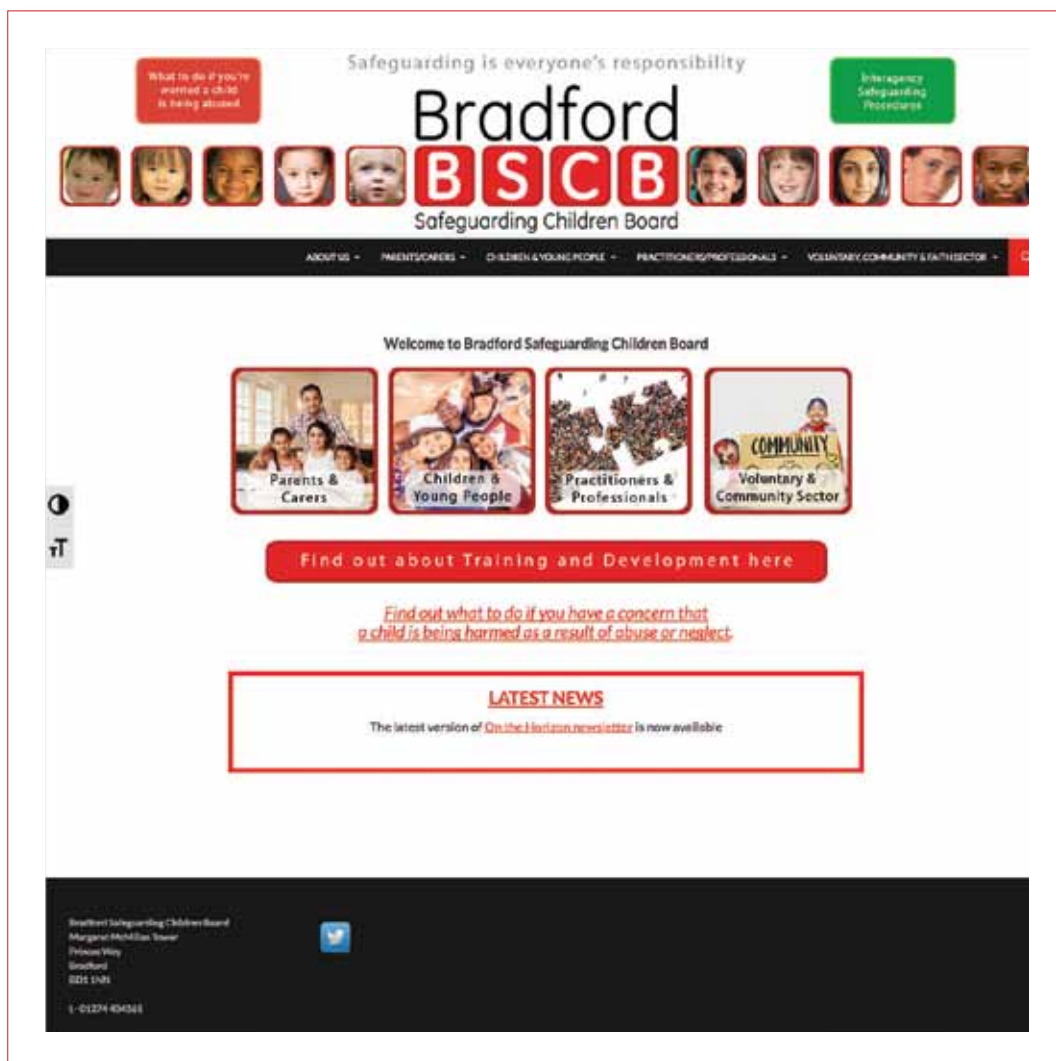 Safeguarding is everyone's responsibility
What to do if you're
worried a child
is being abused
Interagency
Safeguarding
Procedures
Bradford
BSCB
Safeguarding Children Board
ABOUT US
PARENTS/CARERS
CHILDREN & YOUNG PEOPLE
PRACTITIONERS/PROFESSIONALS
VOLUNTARY, COMMUNITY & FAITH SECTOR
Welcome to Bradford Safeguarding Children Board
Parents &
Carers
Children &
Young People
Practitioners &
Professionals
COMMUNITY
Voluntary &
Community Sector
TT
Find out about Training and Development here
Find out what to do if you have a concern that
a child is being harmed as a result of abuse or neglect.
LATEST NEWS
The latest version of On the Horizon newsletter is now available
Bradford Safeguarding Children Board
Margaret McMillan Tower
Princes Way
Bradford
BD1 1NN